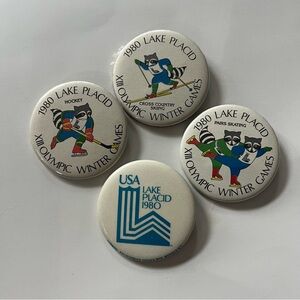 1980 LAKE PLACID
HOCKEY
XIII OLYMPIC WINTER GAMES
1980 LAKE PLACID
CROSS COUNTRY
SKIING
XIII OLYMPIC WINTER GAMES
1980 LAKE PLACID
PAIRS SKATING
XIII OLYMPIC WINTER GAMES
USA
LAKE
PLACID
1980